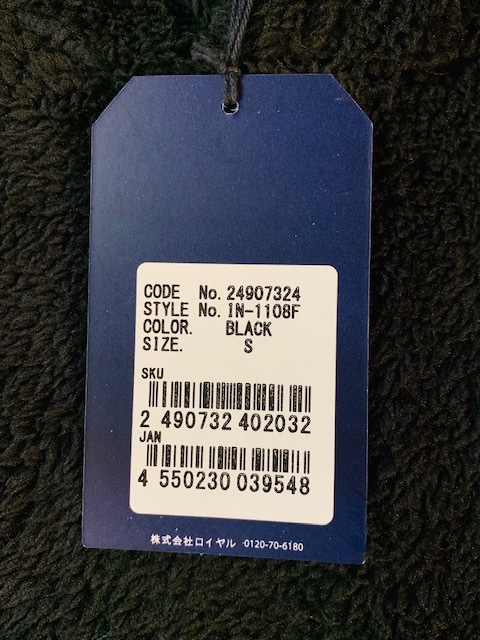 CODE No. 24907324
STYLE No. IN-1108F
COLOR. BLACK
SIZE. S
SKU
2 490732 402032
JAN
4 550230 039548
株式会社ロイヤル 0120-70-6180